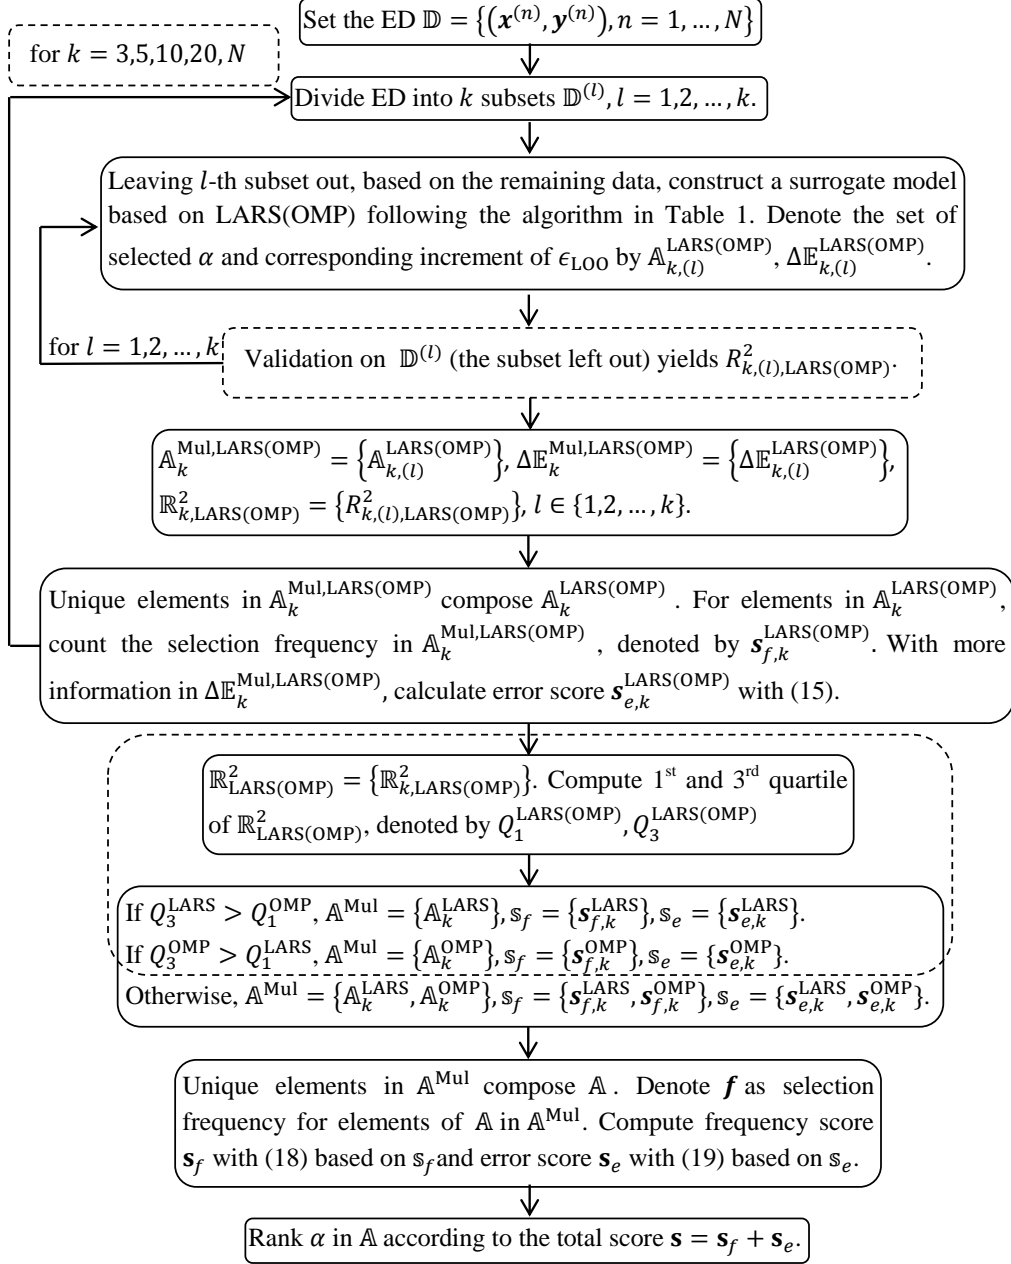 Set the ED 𝔻 = {(𝒙^(n), 𝒚^(n)), n = 1, … , N}
for k = 3,5,10,20, N
Divide ED into k subsets 𝔻^(l), l = 1,2, … , k.
Leaving l-th subset out, based on the remaining data, construct a surrogate model
based on LARS(OMP) following the algorithm in Table 1. Denote the set of
selected α and corresponding increment of ϵ_LOO by 𝔸_{k,(l)}^{LARS(OMP)}, Δ𝔼_{k,(l)}^{LARS(OMP)}.
for l = 1,2, … , k
Validation on 𝔻^(l) (the subset left out) yields R²_{k,(l),LARS(OMP)}.
𝔸_k^{Mul,LARS(OMP)} = {𝔸_{k,(l)}^{LARS(OMP)}}, Δ𝔼_k^{Mul,LARS(OMP)} = {Δ𝔼_{k,(l)}^{LARS(OMP)}},
ℝ²_{k,LARS(OMP)} = {R²_{k,(l),LARS(OMP)}}, l ∈ {1,2, … , k}.
Unique elements in 𝔸_k^{Mul,LARS(OMP)} compose 𝔸_k^{LARS(OMP)} . For elements in 𝔸_k^{LARS(OMP)},
count the selection frequency in 𝔸_k^{Mul,LARS(OMP)} , denoted by 𝒔_{f,k}^{LARS(OMP)}. With more
information in Δ𝔼_k^{Mul,LARS(OMP)}, calculate error score 𝒔_{e,k}^{LARS(OMP)} with (15).
ℝ²_{LARS(OMP)} = {ℝ²_{k,LARS(OMP)}}. Compute 1st and 3rd quartile
of ℝ²_{LARS(OMP)}, denoted by Q_1^{LARS(OMP)}, Q_3^{LARS(OMP)}
If Q_3^{LARS} > Q_1^{OMP}, 𝔸^{Mul} = {𝔸_k^{LARS}}, 𝕤_f = {𝒔_{f,k}^{LARS}}, 𝕤_e = {𝒔_{e,k}^{LARS}}.
If Q_3^{OMP} > Q_1^{LARS}, 𝔸^{Mul} = {𝔸_k^{OMP}}, 𝕤_f = {𝒔_{f,k}^{OMP}}, 𝕤_e = {𝒔_{e,k}^{OMP}}.
Otherwise, 𝔸^{Mul} = {𝔸_k^{LARS}, 𝔸_k^{OMP}}, 𝕤_f = {𝒔_{f,k}^{LARS}, 𝒔_{f,k}^{OMP}}, 𝕤_e = {𝒔_{e,k}^{LARS}, 𝒔_{e,k}^{OMP}}.
Unique elements in 𝔸^{Mul} compose 𝔸 . Denote 𝒇 as selection
frequency for elements of 𝔸 in 𝔸^{Mul}. Compute frequency score
𝐬_f with (18) based on 𝕤_f and error score 𝐬_e with (19) based on 𝕤_e.
Rank α in 𝔸 according to the total score 𝐬 = 𝐬_f + 𝐬_e.